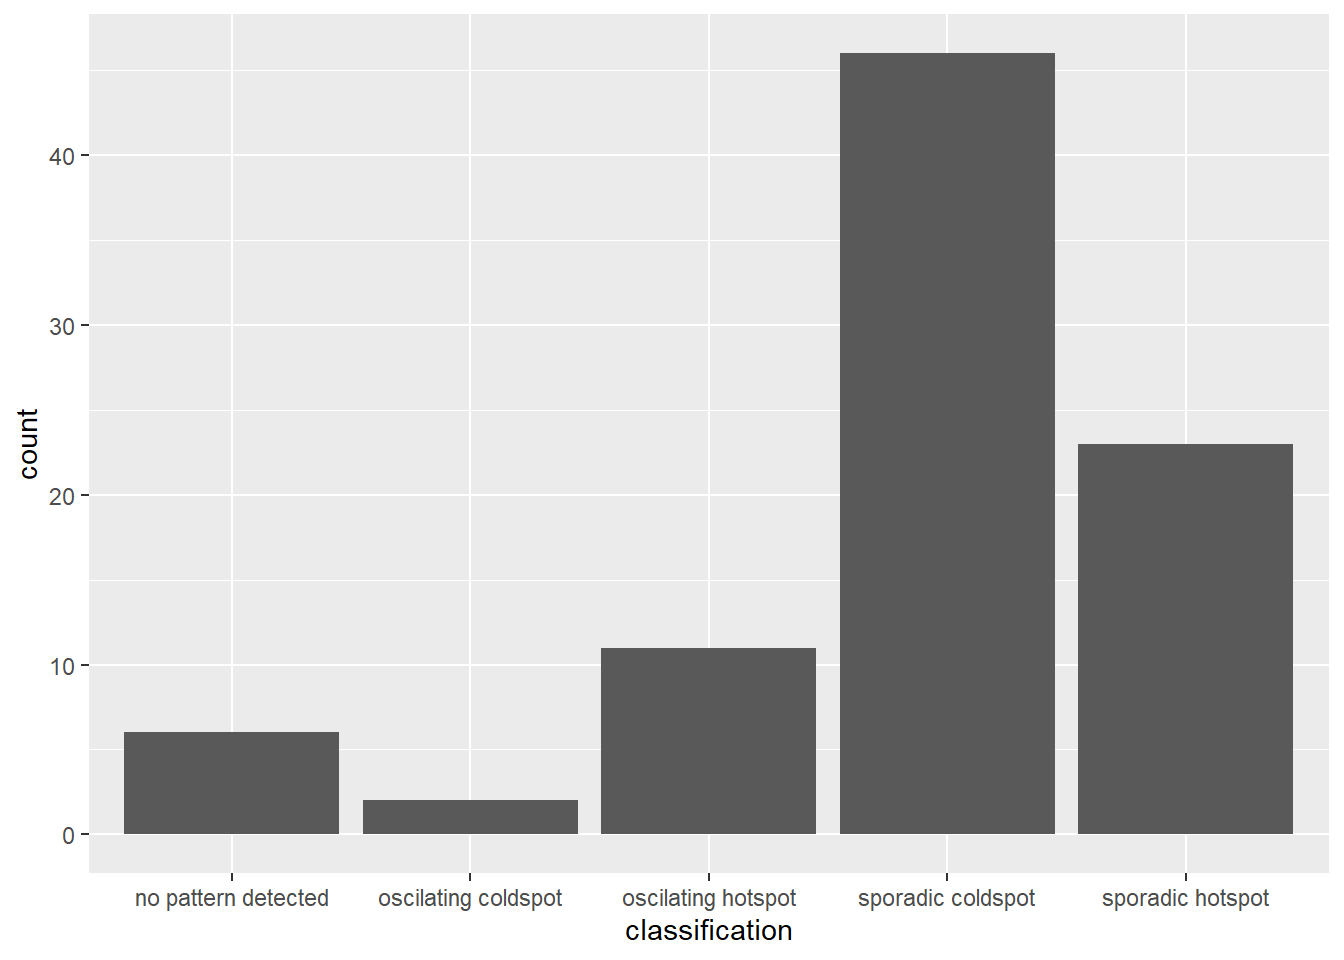 count
40
30
20
10
0
no pattern detected
oscilating coldspot
oscilating hotspot
sporadic coldspot
sporadic hotspot
classification